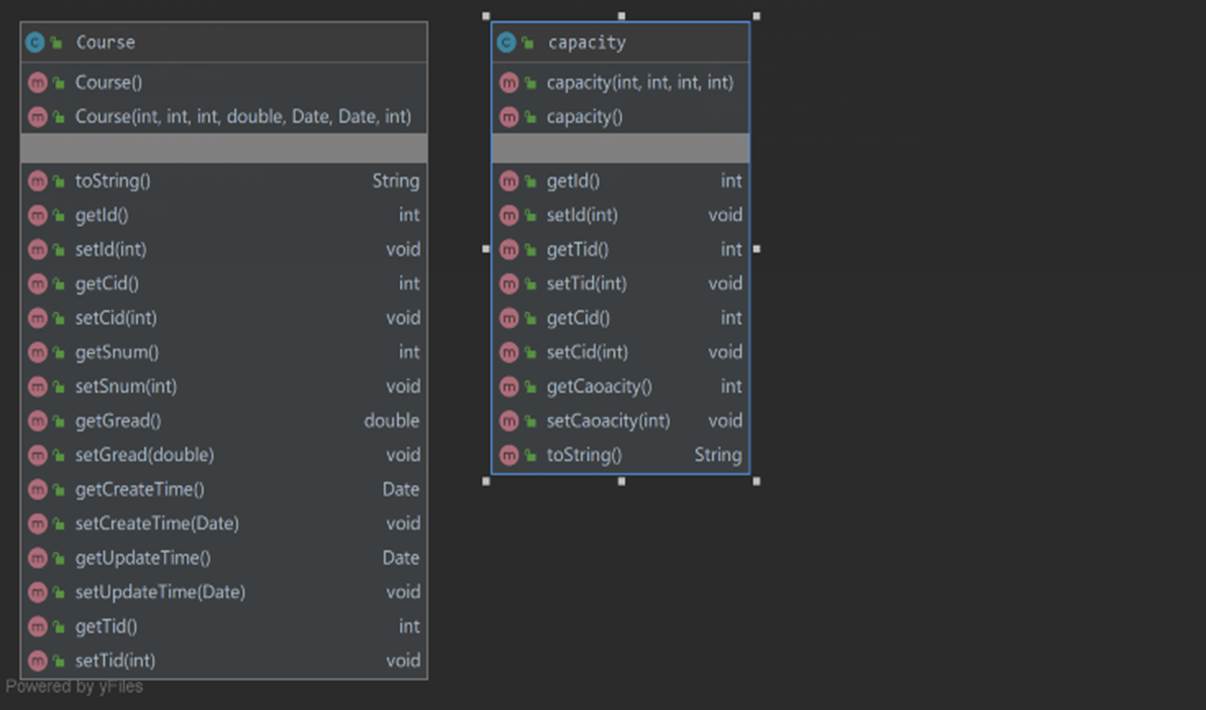 Course
Course()
Course(int, int, int, double, Date, Date, int)
toString() String
getId() int
setId(int) void
getCid() int
setCid(int) void
getSnum() int
setSnum(int) void
getGread() double
setGread(double) void
getCreateTime() Date
setCreateTime(Date) void
getUpdateTime() Date
setUpdateTime(Date) void
getTid() int
setTid(int) void
capacity
capacity(int, int, int, int)
capacity()
getId() int
setId(int) void
getTid() int
setTid(int) void
getCid() int
setCid(int) void
getCaoacity() int
setCaoacity(int) void
toString() String
Powered by yFiles